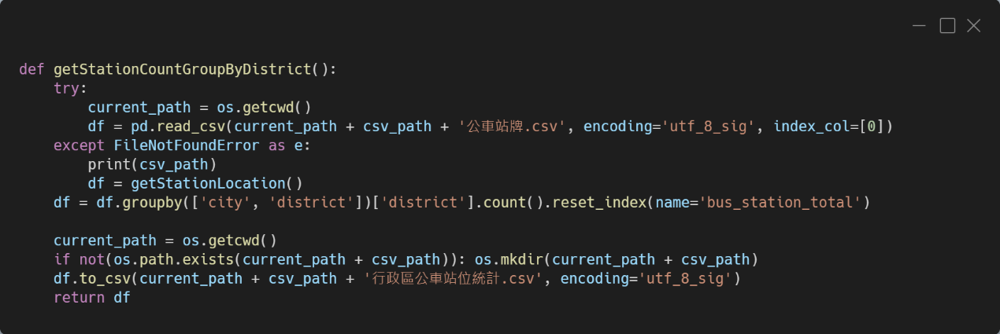 def getStationCountGroupByDistrict():
    try:
        current_path = os.getcwd()
        df = pd.read_csv(current_path + csv_path + '公車站牌.csv', encoding='utf_8_sig', index_col=[0])
    except FileNotFoundError as e:
        print(csv_path)
        df = getStationLocation()
    df = df.groupby(['city', 'district'])['district'].count().reset_index(name='bus_station_total')

    current_path = os.getcwd()
    if not(os.path.exists(current_path + csv_path)): os.mkdir(current_path + csv_path)
    df.to_csv(current_path + csv_path + '行政區公車站位統計.csv', encoding='utf_8_sig')
    return df